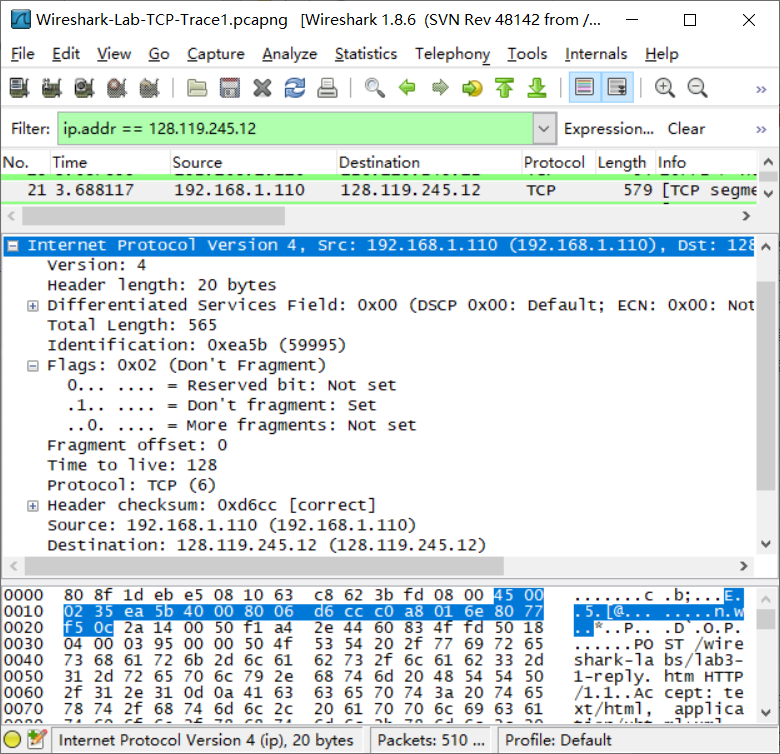 Wireshark-Lab-TCP-Trace1.pcapng [Wireshark 1.8.6 (SVN Rev 48142 from /...
File Edit View Go Capture Analyze Statistics Telephony Tools Internals Help
Filter: ip.addr == 128.119.245.12 Expression... Clear »
No. Time Source Destination Protocol Length Info
21 3.688117 192.168.1.110 128.119.245.12 TCP 579 [TCP segme
Internet Protocol Version 4, Src: 192.168.1.110 (192.168.1.110), Dst: 128
Version: 4
Header length: 20 bytes
Differentiated Services Field: 0x00 (DSCP 0x00: Default; ECN: 0x00: Not
Total Length: 565
Identification: 0xea5b (59995)
Flags: 0x02 (Don't Fragment)
0... .... = Reserved bit: Not set
.1.. .... = Don't fragment: Set
..0. .... = More fragments: Not set
Fragment offset: 0
Time to live: 128
Protocol: TCP (6)
Header checksum: 0xd6cc [correct]
Source: 192.168.1.110 (192.168.1.110)
Destination: 128.119.245.12 (128.119.245.12)
0000 80 8f 1d eb e5 08 10 63 c8 62 3b fd 08 00 45 00 .......c .b;...E.
0010 02 35 ea 5b 40 00 80 06 d6 cc c0 a8 01 6e 80 77 .5.[@... .....n.w
0020 f5 0c 2a 14 00 50 f1 a4 2e 44 60 83 4f fd 50 18 ..*..P.. .D`.O.P.
0030 04 00 03 95 00 00 50 4f 53 54 20 2f 77 69 72 65 ......PO ST /wire
0040 73 68 61 72 6b 2d 6c 61 62 73 2f 6c 61 62 33 2d shark-la bs/lab3-
0050 31 2d 72 65 70 6c 79 2e 68 74 6d 20 48 54 54 50 1-reply. htm HTTP
0060 2f 31 2e 31 0d 0a 41 63 63 65 70 74 3a 20 74 65 /1.1..Ac cept: te
0070 78 74 2f 68 74 6d 6c 2c 20 61 70 70 6c 69 63 61 xt/html, applica
Internet Protocol Version 4 (ip), 20 bytes Packets: 510 ... Profile: Default